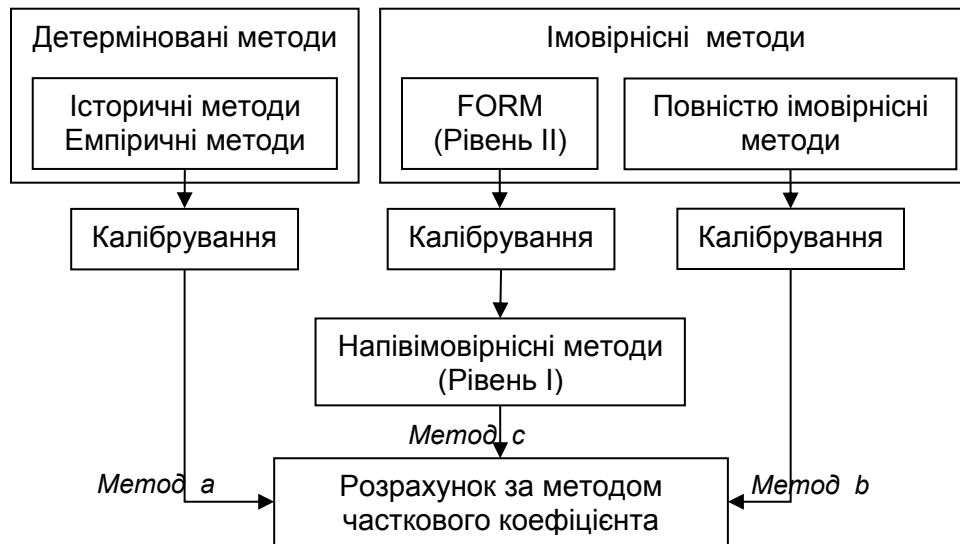 Детерміновані методи
Імовірнісні методи
Історичні методи
Емпіричні методи
FORM
(Рівень II)
Повністю імовірнісні
методи
Калібрування
Калібрування
Калібрування
Напівімовірнісні методи
(Рівень I)
Метод c
Метод a
Розрахунок за методом
часткового коефіцієнта
Метод b